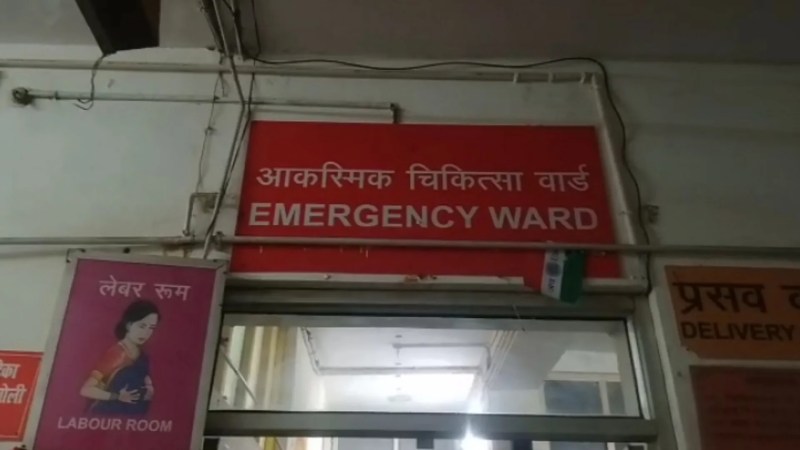 आकस्मिक चिकित्सा वार्ड
EMERGENCY WARD
लेबर रूम
LABOUR ROOM
प्रसव
DELIVERY